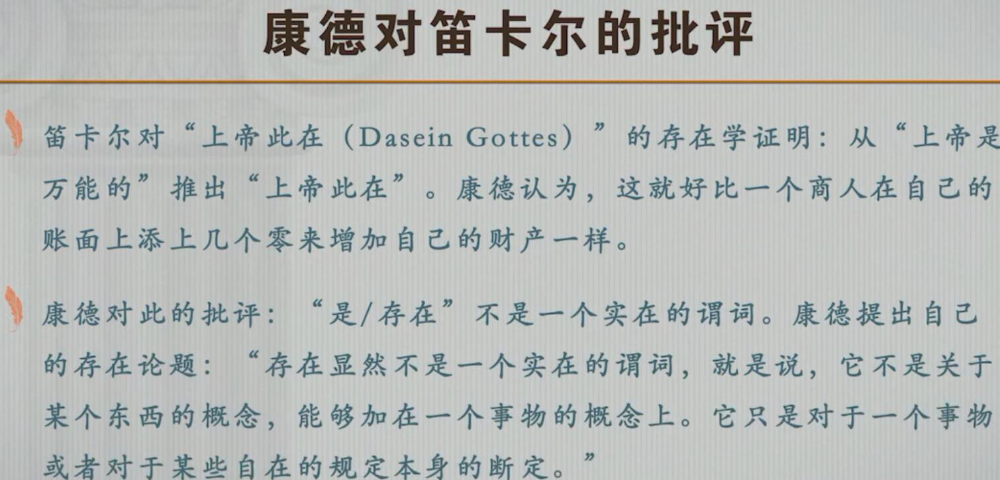 康德对笛卡尔的批评
笛卡尔对“上帝此在（Dasein Gottes）”的存在学证明：从“上帝是
万能的”推出“上帝此在”。康德认为，这就好比一个商人在自己的
账面上添上几个零来增加自己的财产一样。
康德对此的批评：“是/存在”不是一个实在的谓词。康德提出自己
的存在论题：“存在显然不是一个实在的谓词，就是说，它不是关于
某个东西的概念，能够加在一个事物的概念上。它只是对于一个事物
或者对于某些自在的规定本身的断定。”